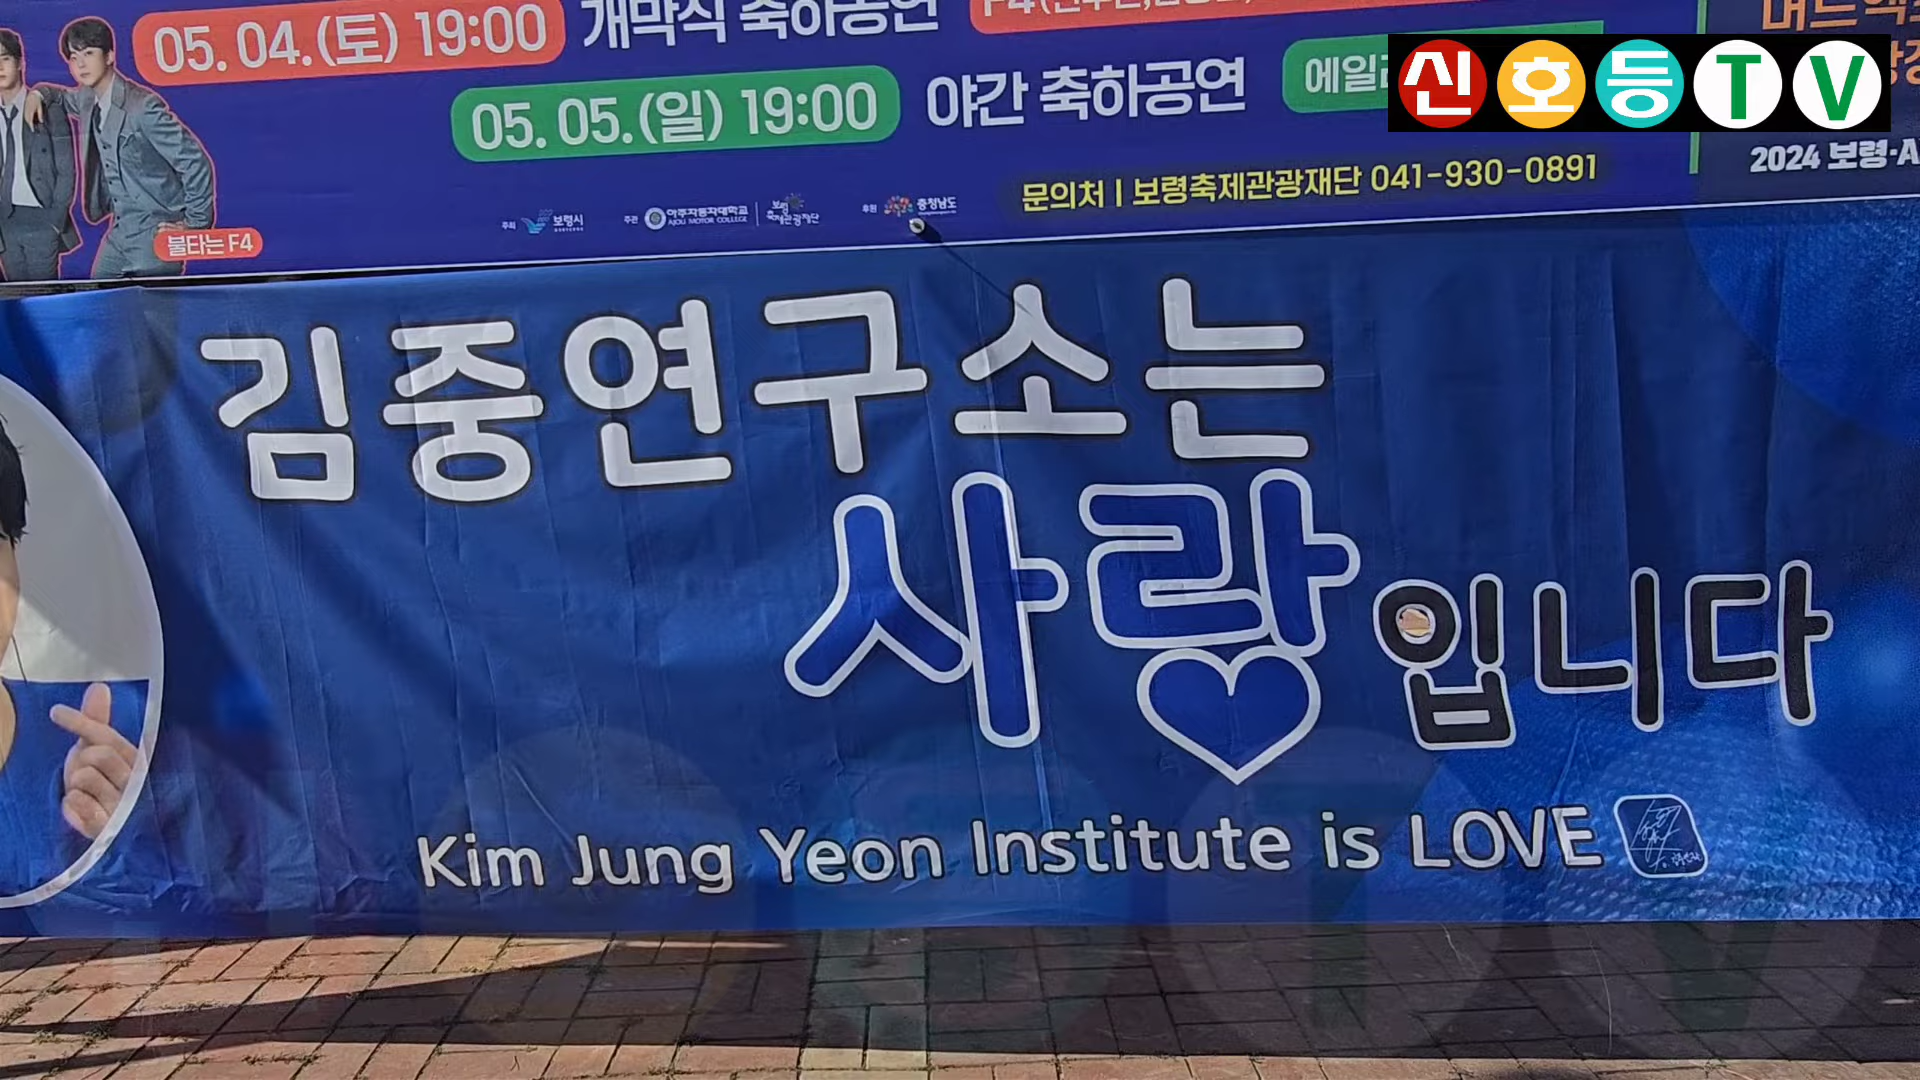 05. 04.(토) 19:00 개막식 축하공연
05. 05.(일) 19:00 야간 축하공연
신호등TV
2024 보령·A
문의처 | 보령축제관광재단 041-930-0891
주최 보령시 주관 아주자동차대학교 AJOU MOTOR COLLEGE 보령축제관광재단 후원 충청남도
불타는 F4
김중연구소는
사랑입니다
Kim Jung Yeon Institute is LOVE